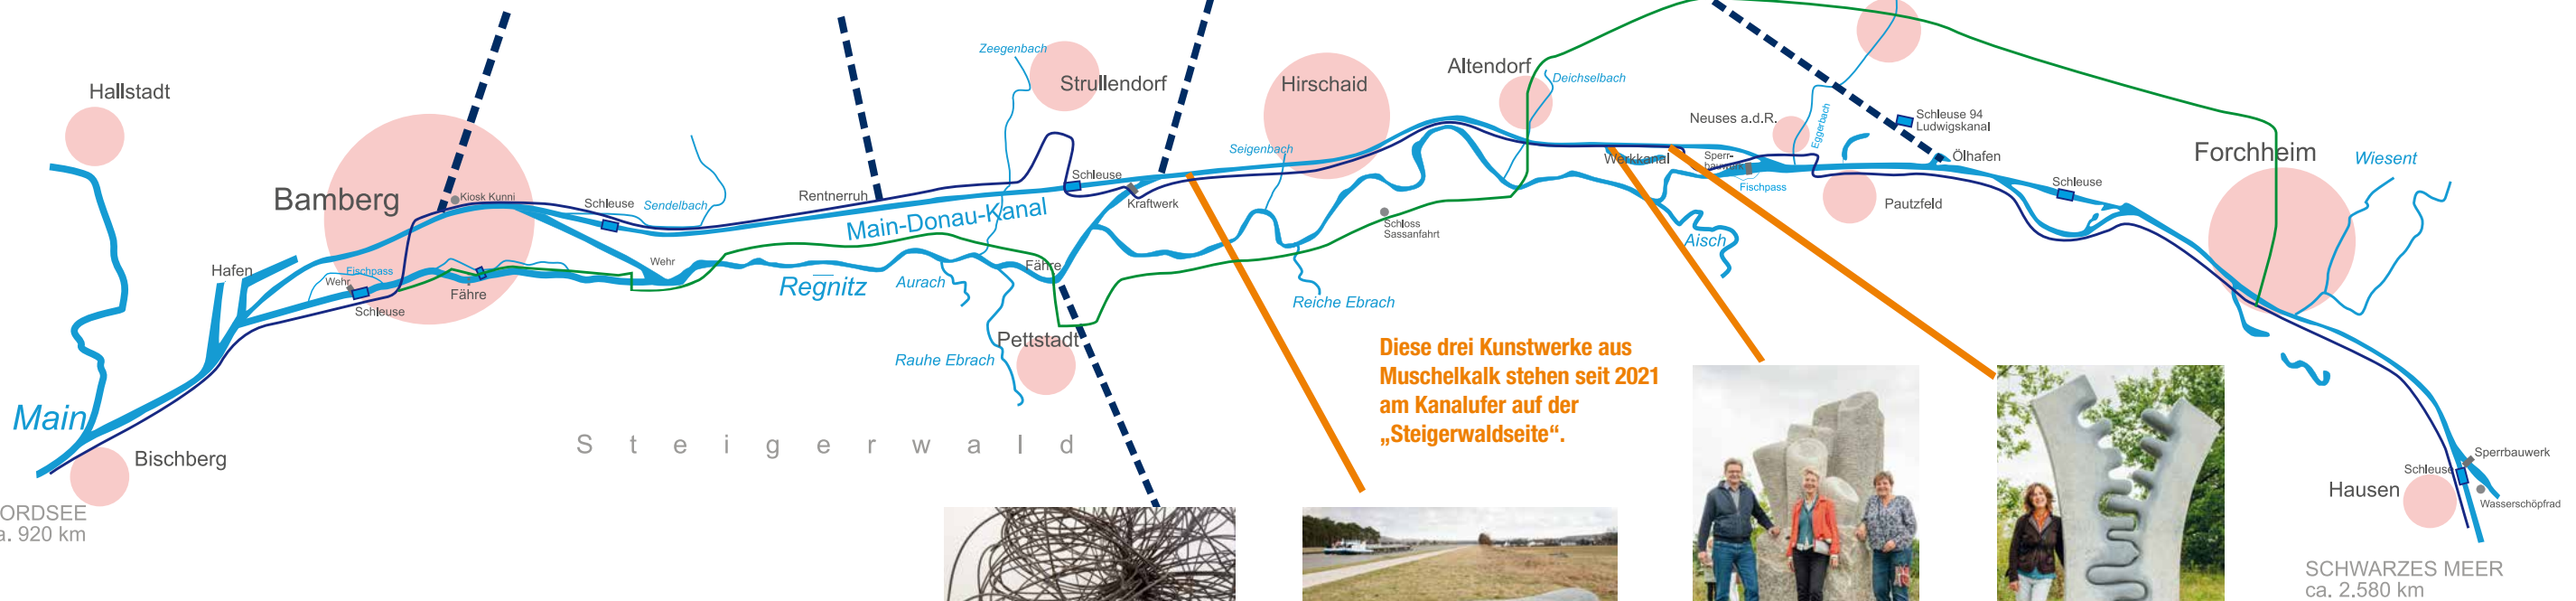 Hallstadt
Bamberg
Kiosk Kunni
Hafen
Wehr
Fischpass
Schleuse
Fähre
Main
Bischberg
ORDSEE
a. 920 km
Schleuse
Sendelbach
Wehr
Rentnerruh
Main-Donau-Kanal
Regnitz
Aurach
Rauhe Ebrach
Pettstadt
Fähre
Steigerwald
Zeegenbach
Strullendorf
Schleuse
Kraftwerk
Hirschaid
Seigenbach
Reiche Ebrach
Schloss
Sassanfahrt
Altendorf
Deichselbach
Werkkanal
Aisch
Neuses a.d.R.
Sperr-
Fischpass
Eggerbach
Schleuse 94
Ludwigskanal
Ölhafen
Pautzfeld
Schleuse
Forchheim
Wiesent
Diese drei Kunstwerke aus
Muschelkalk stehen seit 2021
am Kanalufer auf der
„Steigerwaldseite“.
Sperrbauwerk
Schleuse
Wasserschöpfrad
Hausen
SCHWARZES MEER
ca. 2.580 km